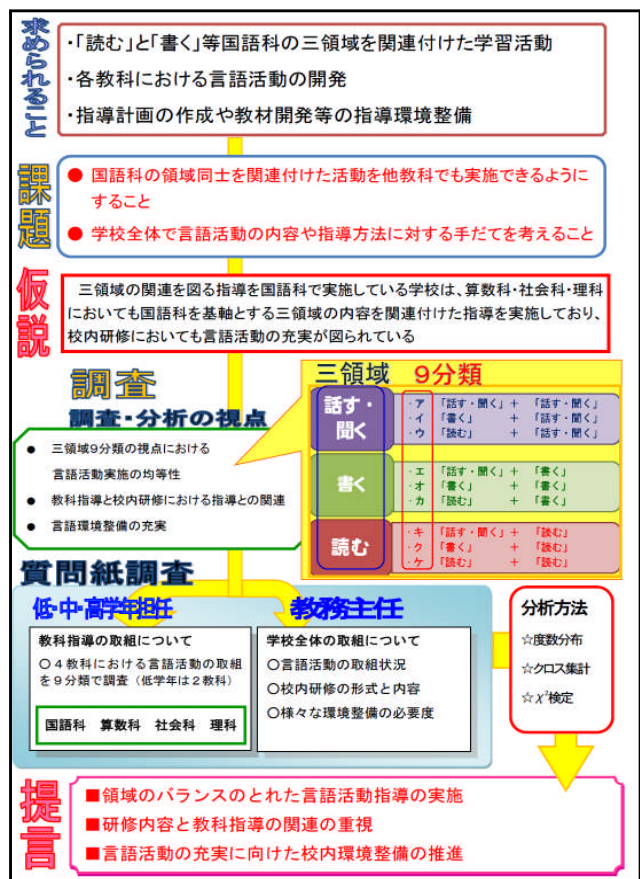 求められること
・「読む」と「書く」等国語科の三領域を関連付けた学習活動
・各教科における言語活動の開発
・指導計画の作成や教材開発等の指導環境整備
課題
● 国語科の領域同士を関連付けた活動を他教科でも実施できるように
すること
● 学校全体で言語活動の内容や指導方法に対する手だてを考えること
仮説
三領域の関連を図る指導を国語科で実施している学校は、算数科・社会科・理科
においても国語科を基軸とする三領域の内容を関連付けた指導を実施しており、
校内研修においても言語活動の充実が図られている
調査
調査・分析の視点
● 三領域9分類の視点における
言語活動実施の均等性
● 教科指導と校内研修における指導との関連
● 言語環境整備の充実
三領域 9分類
話す・
聞く
・ア 「話す・聞く」 + 「話す・聞く」
・イ 「書く」 + 「話す・聞く」
・ウ 「読む」 + 「話す・聞く」
書く
・エ 「話す・聞く」 + 「書く」
・オ 「書く」 + 「書く」
・カ 「読む」 + 「書く」
読む
・キ 「話す・聞く」 + 「読む」
・ク 「書く」 + 「読む」
・ケ 「読む」 + 「読む」
質問紙調査
低・中・高学年担任
教科指導の取組について
○4教科における言語活動の取組
を9分類で調査（低学年は2教科）
国語科 算数科 社会科 理科
教務主任
学校全体の取組について
○言語活動の取組状況
○校内研修の形式と内容
○様々な環境整備の必要度
分析方法
☆度数分布
☆クロス集計
☆χ²検定
提言
■領域のバランスのとれた言語活動指導の実施
■研修内容と教科指導の関連の重視
■言語活動の充実に向けた校内環境整備の推進